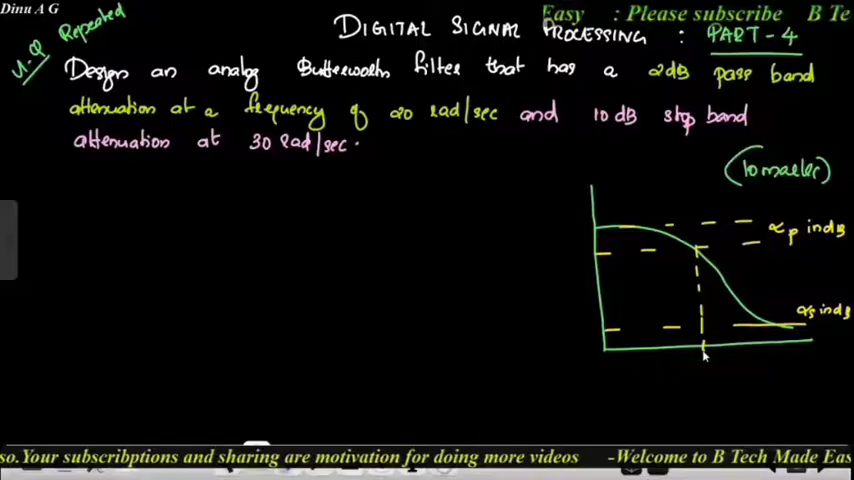 Dinu A G
Easy : Please subscribe B Te
U.Q Repeated
DIGITAL SIGNAL PROCESSING : PART-4
Design an analog Butterworth filter that has a 2dB pass band
attenuation at a frequency of 20 rad/sec and 10 dB stop band
attenuation at 30 rad/sec.
(10 marks)
αp in dB
αs in dB
so.Your subscribptions and sharing are motivation for doing more videos -Welcome to B Tech Made Eas